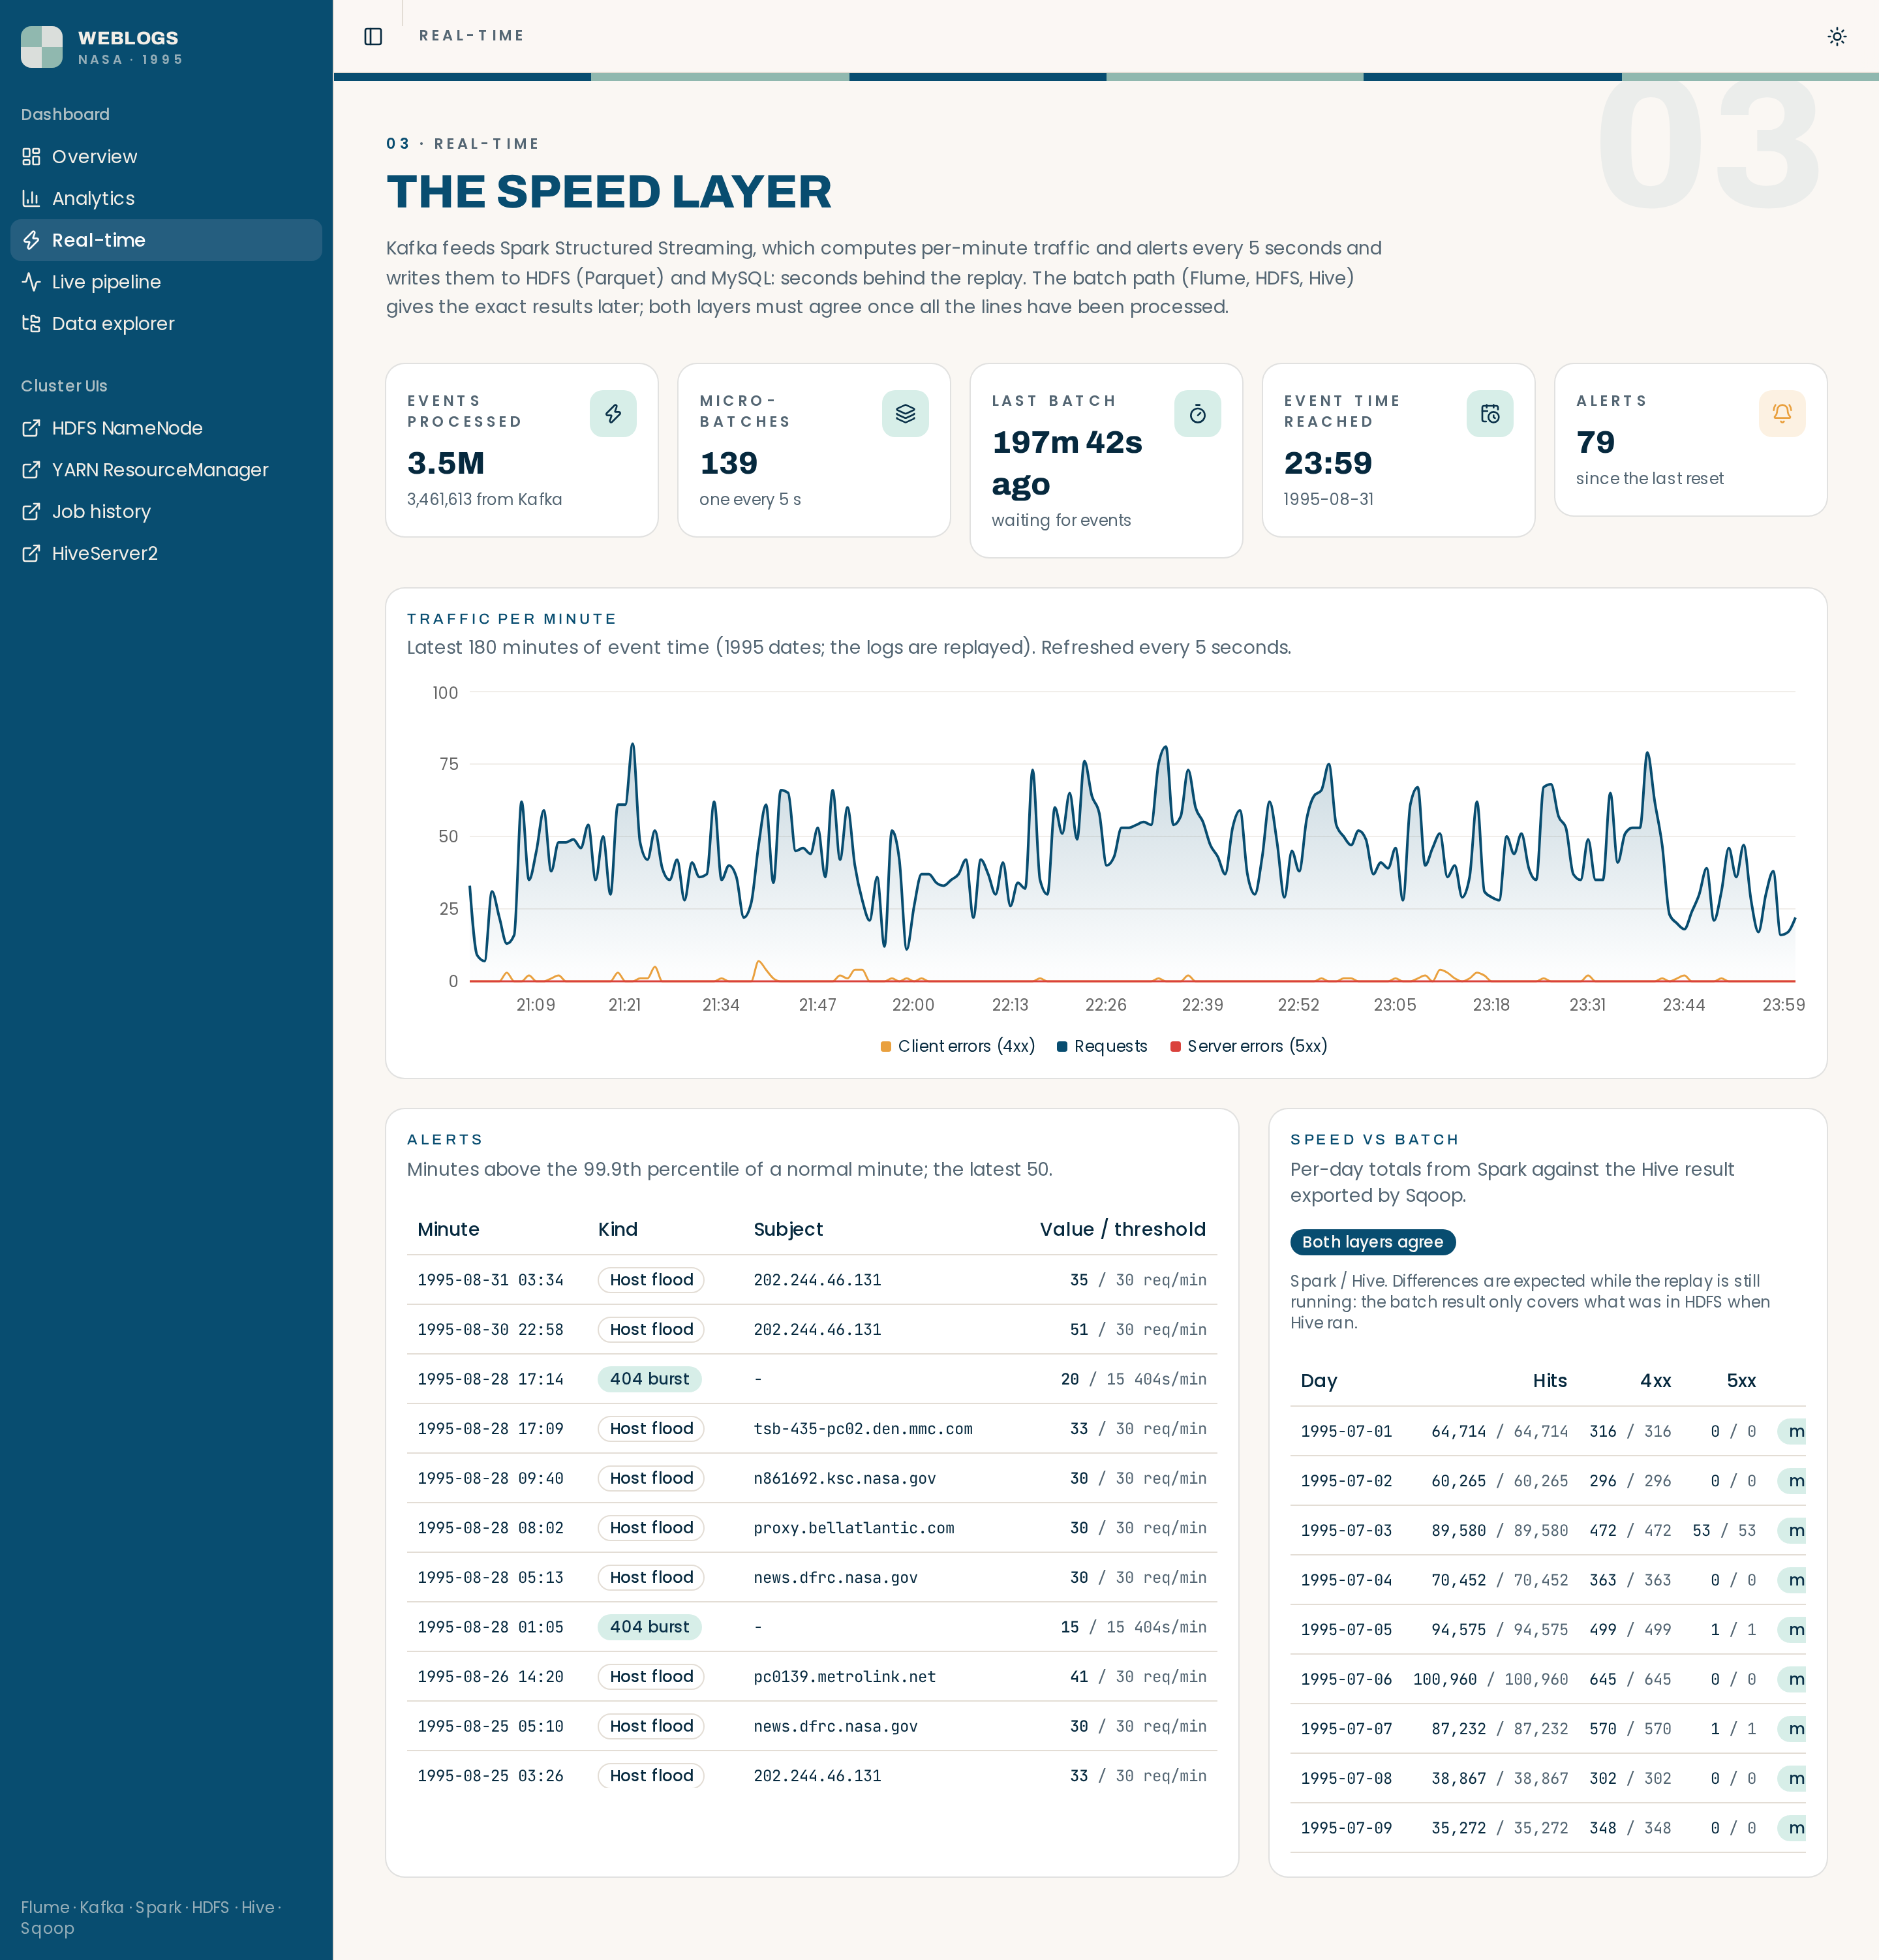 WEBLOGS
NASA · 1995
Dashboard
Overview
Analytics
Real-time
Live pipeline
Data explorer
Cluster UIs
HDFS NameNode
YARN ResourceManager
Job history
HiveServer2
Flume · Kafka · Spark · HDFS · Hive ·
Sqoop
REAL-TIME
03
03 · REAL-TIME
THE SPEED LAYER
Kafka feeds Spark Structured Streaming, which computes per-minute traffic and alerts every 5 seconds and
writes them to HDFS (Parquet) and MySQL: seconds behind the replay. The batch path (Flume, HDFS, Hive)
gives the exact results later; both layers must agree once all the lines have been processed.
EVENTS
PROCESSED
3.5M
3,461,613 from Kafka
MICRO-
BATCHES
139
one every 5 s
LAST BATCH
197m 42s
ago
waiting for events
EVENT TIME
REACHED
23:59
1995-08-31
ALERTS
79
since the last reset
TRAFFIC PER MINUTE
Latest 180 minutes of event time (1995 dates; the logs are replayed). Refreshed every 5 seconds.
100
75
50
25
0
21:09 21:21 21:34 21:47 22:00 22:13 22:26 22:39 22:52 23:05 23:18 23:31 23:44 23:59
Client errors (4xx) Requests Server errors (5xx)
ALERTS
Minutes above the 99.9th percentile of a normal minute; the latest 50.
Minute Kind Subject Value / threshold
1995-08-31 03:34 Host flood 202.244.46.131 35 / 30 req/min
1995-08-30 22:58 Host flood 202.244.46.131 51 / 30 req/min
1995-08-28 17:14 404 burst - 20 / 15 404s/min
1995-08-28 17:09 Host flood tsb-435-pc02.den.mmc.com 33 / 30 req/min
1995-08-28 09:40 Host flood n861692.ksc.nasa.gov 30 / 30 req/min
1995-08-28 08:02 Host flood proxy.bellatlantic.com 30 / 30 req/min
1995-08-28 05:13 Host flood news.dfrc.nasa.gov 30 / 30 req/min
1995-08-28 01:05 404 burst - 15 / 15 404s/min
1995-08-26 14:20 Host flood pc0139.metrolink.net 41 / 30 req/min
1995-08-25 05:10 Host flood news.dfrc.nasa.gov 30 / 30 req/min
1995-08-25 03:26 Host flood 202.244.46.131 33 / 30 req/min
SPEED VS BATCH
Per-day totals from Spark against the Hive result
exported by Sqoop.
Both layers agree
Spark / Hive. Differences are expected while the replay is still
running: the batch result only covers what was in HDFS when
Hive ran.
Day Hits 4xx 5xx
1995-07-01 64,714 / 64,714 316 / 316 0 / 0 m
1995-07-02 60,265 / 60,265 296 / 296 0 / 0 m
1995-07-03 89,580 / 89,580 472 / 472 53 / 53 m
1995-07-04 70,452 / 70,452 363 / 363 0 / 0 m
1995-07-05 94,575 / 94,575 499 / 499 1 / 1 m
1995-07-06 100,960 / 100,960 645 / 645 0 / 0 m
1995-07-07 87,232 / 87,232 570 / 570 1 / 1 m
1995-07-08 38,867 / 38,867 302 / 302 0 / 0 m
1995-07-09 35,272 / 35,272 348 / 348 0 / 0 m